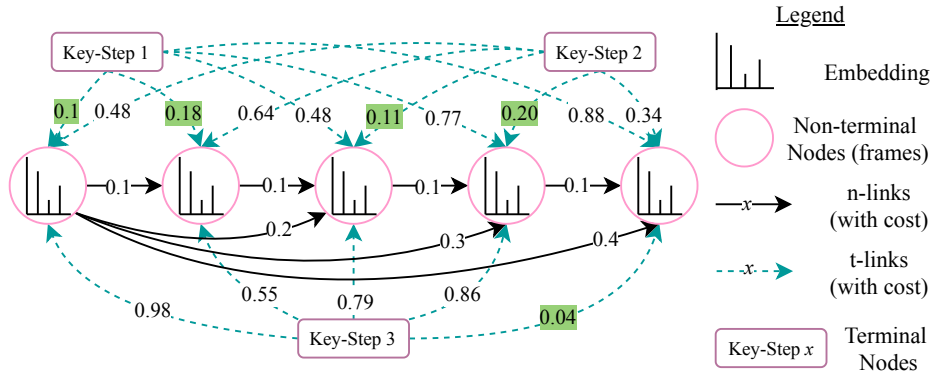 Legend
Key-Step 1
Key-Step 2
Embedding
0.1
0.48
0.18
0.64
0.48
0.11
0.77
0.20
0.88
0.34
Non-terminal
Nodes (frames)
0.1
0.1
0.1
0.1
x
n-links
(with cost)
0.2
0.3
0.4
x
t-links
(with cost)
0.98
0.55
0.79
0.86
0.04
Key-Step 3
Key-Step x
Terminal
Nodes